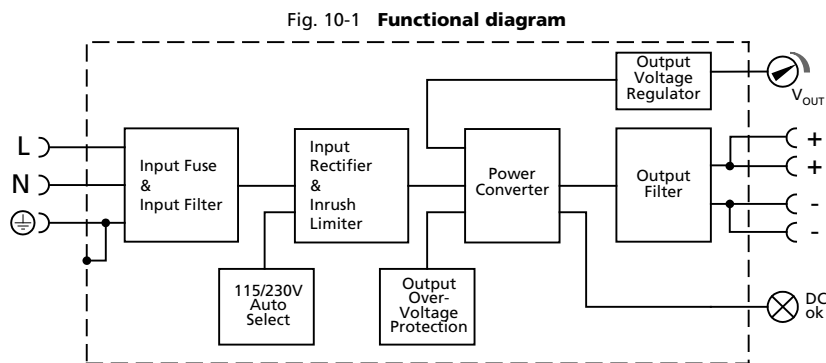 Fig. 10-1 Functional diagram
Output
Voltage
Regulator
V_OUT
L
N
Input Fuse
&
Input Filter
Input
Rectifier
&
Inrush
Limiter
Power
Converter
Output
Filter
+
+
-
-
115/230V
Auto
Select
Output
Over-
Voltage
Protection
DC
ok